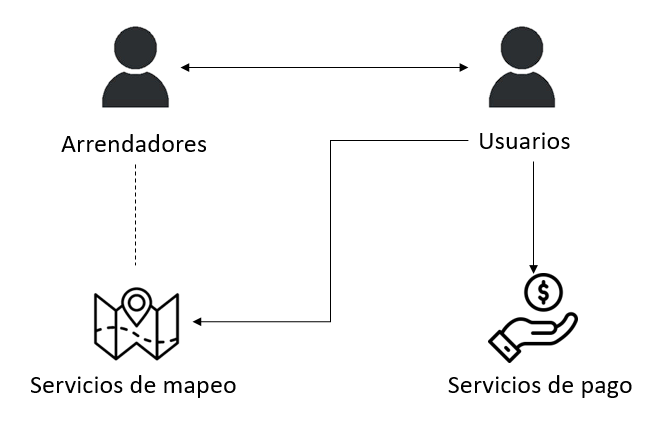 Arrendadores
Usuarios
$
Servicios de mapeo
Servicios de pago